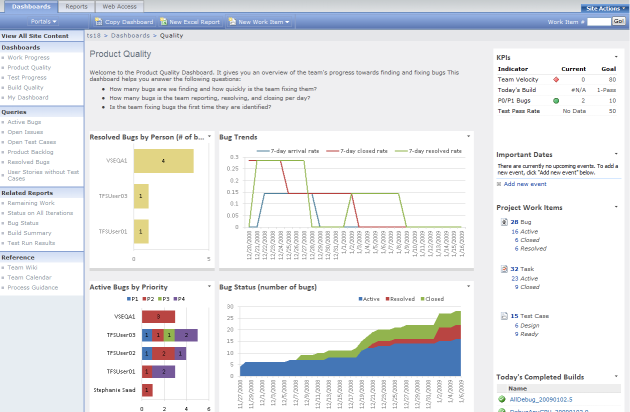 Dashboards Reports Web Access
Site Actions
Portals Copy Dashboard New Excel Report New Work Item Work Item # Go!
View All Site Content
Dashboards
Work Progress
Product Quality
Test Progress
Build Quality
My Dashboard
Queries
Active Bugs
Open Issues
Open Test Cases
Product Backlog
Resolved Bugs
User Stories without Test
Cases
Related Reports
Remaining Work
Status on All Iterations
Bug Status
Build Summary
Test Run Results
Reference
Team Wiki
Team Calendar
Process Guidance
ts18 > Dashboards > Quality
Product Quality
Welcome to the Product Quality Dashboard. It gives you an overview of the team's progress towards finding and fixing bugs This
dashboard helps you answer the following questions:
How many bugs are we finding and how quickly is the team fixing them?
How many bugs is the team reporting, resolving, and closing per day?
Is the team fixing bugs the first time they are identified?
Resolved Bugs by Person (# of b...
VSEQA1 4
TFSUser03 1
TFSUser01 1
0 5
Bug Trends
7-day arrival rate 7-day closed rate 7-day resolved rate
0.3
0.25
0.2
0.15
0.1
0.05
0
Active Bugs by Priority
P1 P2 P3 P4
VSEQA1 3
TFSUser03 1 1 1 2
TFSUser02 1 2 1
TFSUser01 1 2
Stephanie Saad 1
0 2 4 6
Bug Status (number of bugs)
Active Resolved Closed
30
25
20
15
10
5
0
KPIs
Indicator Current Goal
Team Velocity 0 80
Today's Build #N/A 1-Pass
P0/P1 Bugs 2 10
Test Pass Rate No Data 50
Important Dates
There are currently no upcoming events. To add a
new event, click "Add new event" below.
Add new event
Project Work Items
28 Bug
16 Active
6 Closed
6 Resolved
32 Task
23 Active
9 Closed
15 Test Case
6 Design
9 Ready
Today's Completed Builds
Name
AllDebug_20090102.5